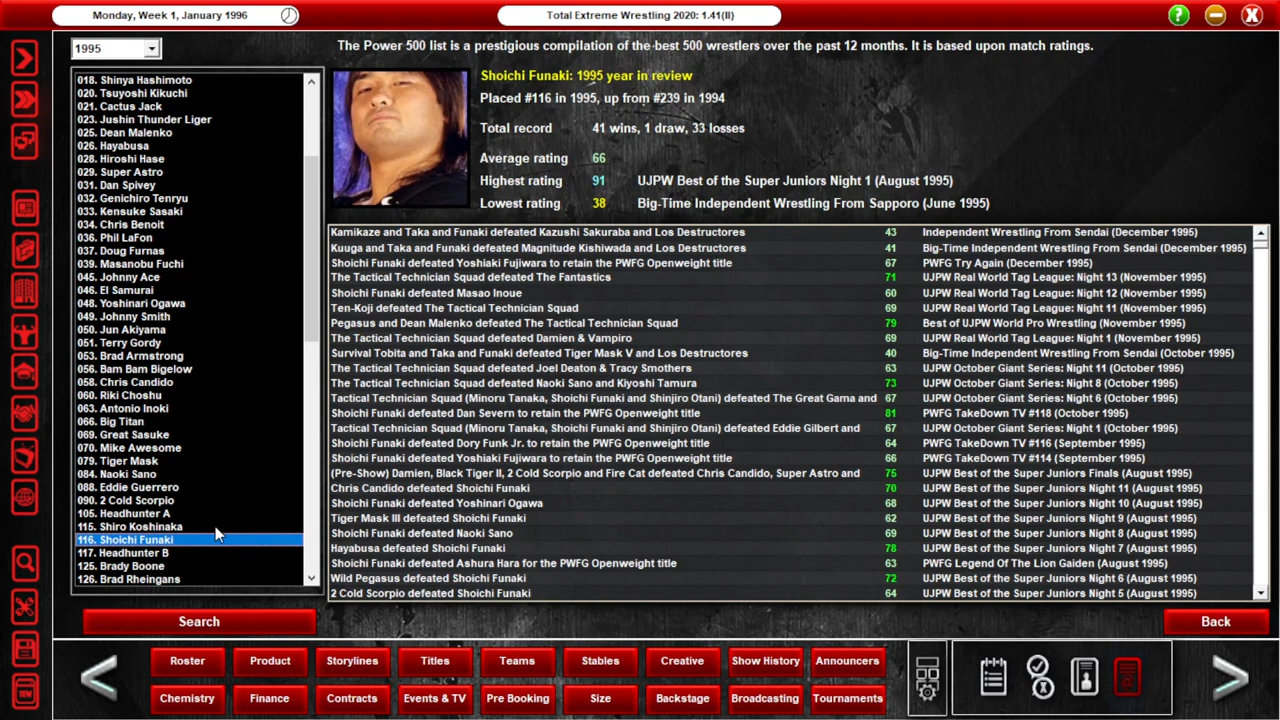 Monday, Week 1, January 1996
Total Extreme Wrestling 2020: 1.41(II)
1995
The Power 500 list is a prestigious compilation of the best 500 wrestlers over the past 12 months. It is based upon match ratings.
018. Shinya Hashimoto
020. Tsuyoshi Kikuchi
021. Cactus Jack
023. Jushin Thunder Liger
025. Dean Malenko
026. Hayabusa
028. Hiroshi Hase
029. Super Astro
031. Dan Spivey
032. Genichiro Tenryu
033. Kensuke Sasaki
034. Chris Benoit
036. Phil LaFon
037. Doug Furnas
039. Masanobu Fuchi
045. Johnny Ace
046. El Samurai
048. Yoshinari Ogawa
049. Johnny Smith
050. Jun Akiyama
051. Terry Gordy
053. Brad Armstrong
056. Bam Bam Bigelow
058. Chris Candido
060. Riki Choshu
063. Antonio Inoki
066. Big Titan
069. Great Sasuke
070. Mike Awesome
079. Tiger Mask
084. Naoki Sano
088. Eddie Guerrero
090. 2 Cold Scorpio
105. Headhunter A
115. Shiro Koshinaka
116. Shoichi Funaki
117. Headhunter B
125. Brady Boone
126. Brad Rheingans
Search
Shoichi Funaki: 1995 year in review
Placed #116 in 1995, up from #239 in 1994
Total record 41 wins, 1 draw, 33 losses
Average rating 66
Highest rating 91 UJPW Best of the Super Juniors Night 1 (August 1995)
Lowest rating 38 Big-Time Independent Wrestling From Sapporo (June 1995)
Kamikaze and Taka and Funaki defeated Kazushi Sakuraba and Los Destructores 43 Independent Wrestling From Sendai (December 1995)
Kuuga and Taka and Funaki defeated Magnitude Kishiwada and Los Destructores 41 Big-Time Independent Wrestling From Sendai (December 1995)
Shoichi Funaki defeated Yoshiaki Fujiwara to retain the PWFG Openweight title 67 PWFG Try Again (December 1995)
The Tactical Technician Squad defeated The Fantastics 71 UJPW Real World Tag League: Night 13 (November 1995)
Shoichi Funaki defeated Masao Inoue 60 UJPW Real World Tag League: Night 12 (November 1995)
Ten-Koji defeated The Tactical Technician Squad 69 UJPW Real World Tag League: Night 11 (November 1995)
Pegasus and Dean Malenko defeated The Tactical Technician Squad 79 Best of UJPW World Pro Wrestling (November 1995)
The Tactical Technician Squad defeated Damien & Vampiro 69 UJPW Real World Tag League: Night 1 (November 1995)
Survival Tobita and Taka and Funaki defeated Tiger Mask V and Los Destructores 40 Big-Time Independent Wrestling From Sendai (October 1995)
The Tactical Technician Squad defeated Joel Deaton & Tracy Smothers 63 UJPW October Giant Series: Night 11 (October 1995)
The Tactical Technician Squad defeated Naoki Sano and Kiyoshi Tamura 73 UJPW October Giant Series: Night 8 (October 1995)
Tactical Technician Squad (Minoru Tanaka, Shoichi Funaki and Shinjiro Otani) defeated The Great Gama and 67 UJPW October Giant Series: Night 6 (October 1995)
Shoichi Funaki defeated Dan Severn to retain the PWFG Openweight title 81 PWFG TakeDown TV #118 (October 1995)
Tactical Technician Squad (Minoru Tanaka, Shoichi Funaki and Shinjiro Otani) defeated Eddie Gilbert and 67 UJPW October Giant Series: Night 1 (October 1995)
Shoichi Funaki defeated Dory Funk Jr. to retain the PWFG Openweight title 64 PWFG TakeDown TV #116 (September 1995)
Shoichi Funaki defeated Yoshiaki Fujiwara to retain the PWFG Openweight title 66 PWFG TakeDown TV #114 (September 1995)
(Pre-Show) Damien, Black Tiger II, 2 Cold Scorpio and Fire Cat defeated Chris Candido, Super Astro and 75 UJPW Best of the Super Juniors Finals (August 1995)
Chris Candido defeated Shoichi Funaki 70 UJPW Best of the Super Juniors Night 11 (August 1995)
Shoichi Funaki defeated Yoshinari Ogawa 68 UJPW Best of the Super Juniors Night 10 (August 1995)
Tiger Mask III defeated Shoichi Funaki 62 UJPW Best of the Super Juniors Night 9 (August 1995)
Shoichi Funaki defeated Naoki Sano 69 UJPW Best of the Super Juniors Night 8 (August 1995)
Hayabusa defeated Shoichi Funaki 78 UJPW Best of the Super Juniors Night 7 (August 1995)
Shoichi Funaki defeated Ashura Hara for the PWFG Openweight title 63 PWFG Legend Of The Lion Gaiden (August 1995)
Wild Pegasus defeated Shoichi Funaki 72 UJPW Best of the Super Juniors Night 6 (August 1995)
2 Cold Scorpio defeated Shoichi Funaki 64 UJPW Best of the Super Juniors Night 5 (August 1995)
Back
Roster Product Storylines Titles Teams Stables Creative Show History Announcers
Chemistry Finance Contracts Events & TV Pre Booking Size Backstage Broadcasting Tournaments